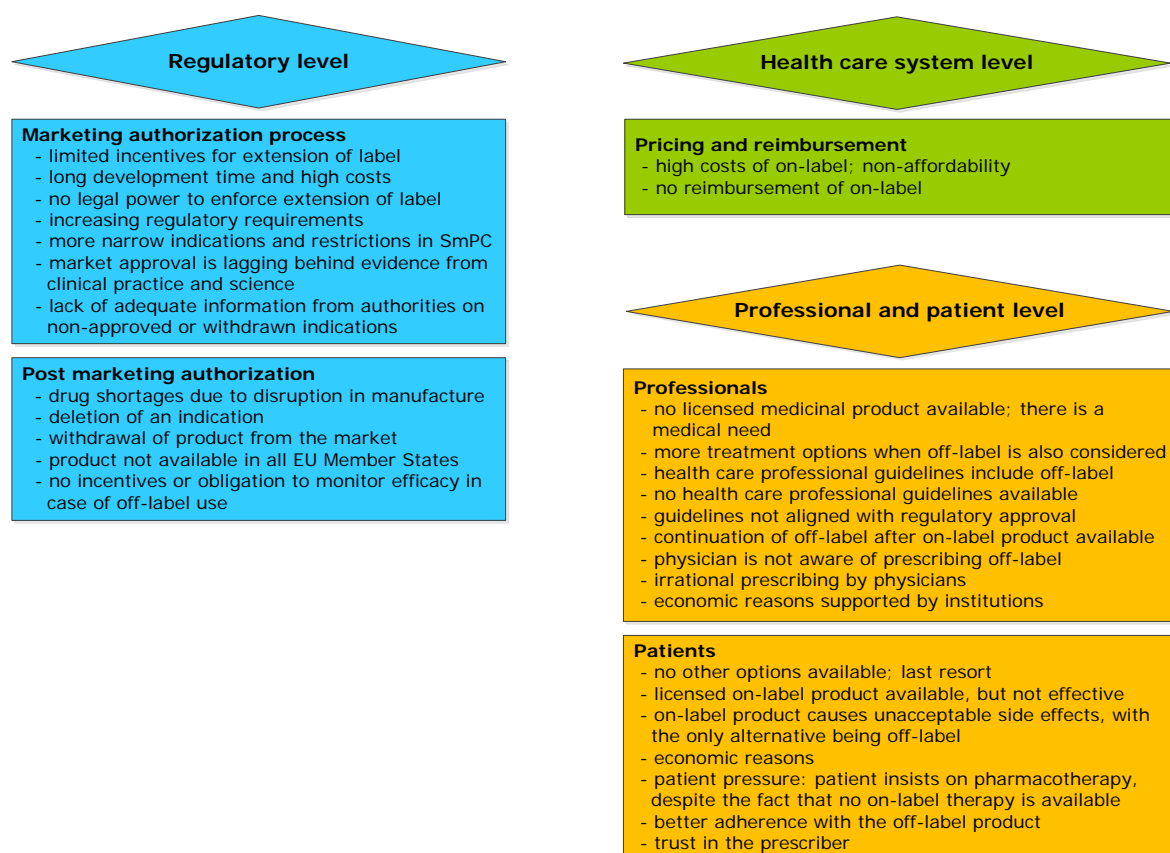 Regulatory level
Marketing authorization process
- limited incentives for extension of label
- long development time and high costs
- no legal power to enforce extension of label
- increasing regulatory requirements
- more narrow indications and restrictions in SmPC
- market approval is lagging behind evidence from
clinical practice and science
- lack of adequate information from authorities on
non-approved or withdrawn indications
Post marketing authorization
- drug shortages due to disruption in manufacture
- deletion of an indication
- withdrawal of product from the market
- product not available in all EU Member States
- no incentives or obligation to monitor efficacy in
case of off-label use
Health care system level
Pricing and reimbursement
- high costs of on-label; non-affordability
- no reimbursement of on-label
Professional and patient level
Professionals
- no licensed medicinal product available; there is a
medical need
- more treatment options when off-label is also considered
- health care professional guidelines include off-label
- no health care professional guidelines available
- guidelines not aligned with regulatory approval
- continuation of off-label after on-label product available
- physician is not aware of prescribing off-label
- irrational prescribing by physicians
- economic reasons supported by institutions
Patients
- no other options available; last resort
- licensed on-label product available, but not effective
- on-label product causes unacceptable side effects, with
the only alternative being off-label
- economic reasons
- patient pressure: patient insists on pharmacotherapy,
despite the fact that no on-label therapy is available
- better adherence with the off-label product
- trust in the prescriber